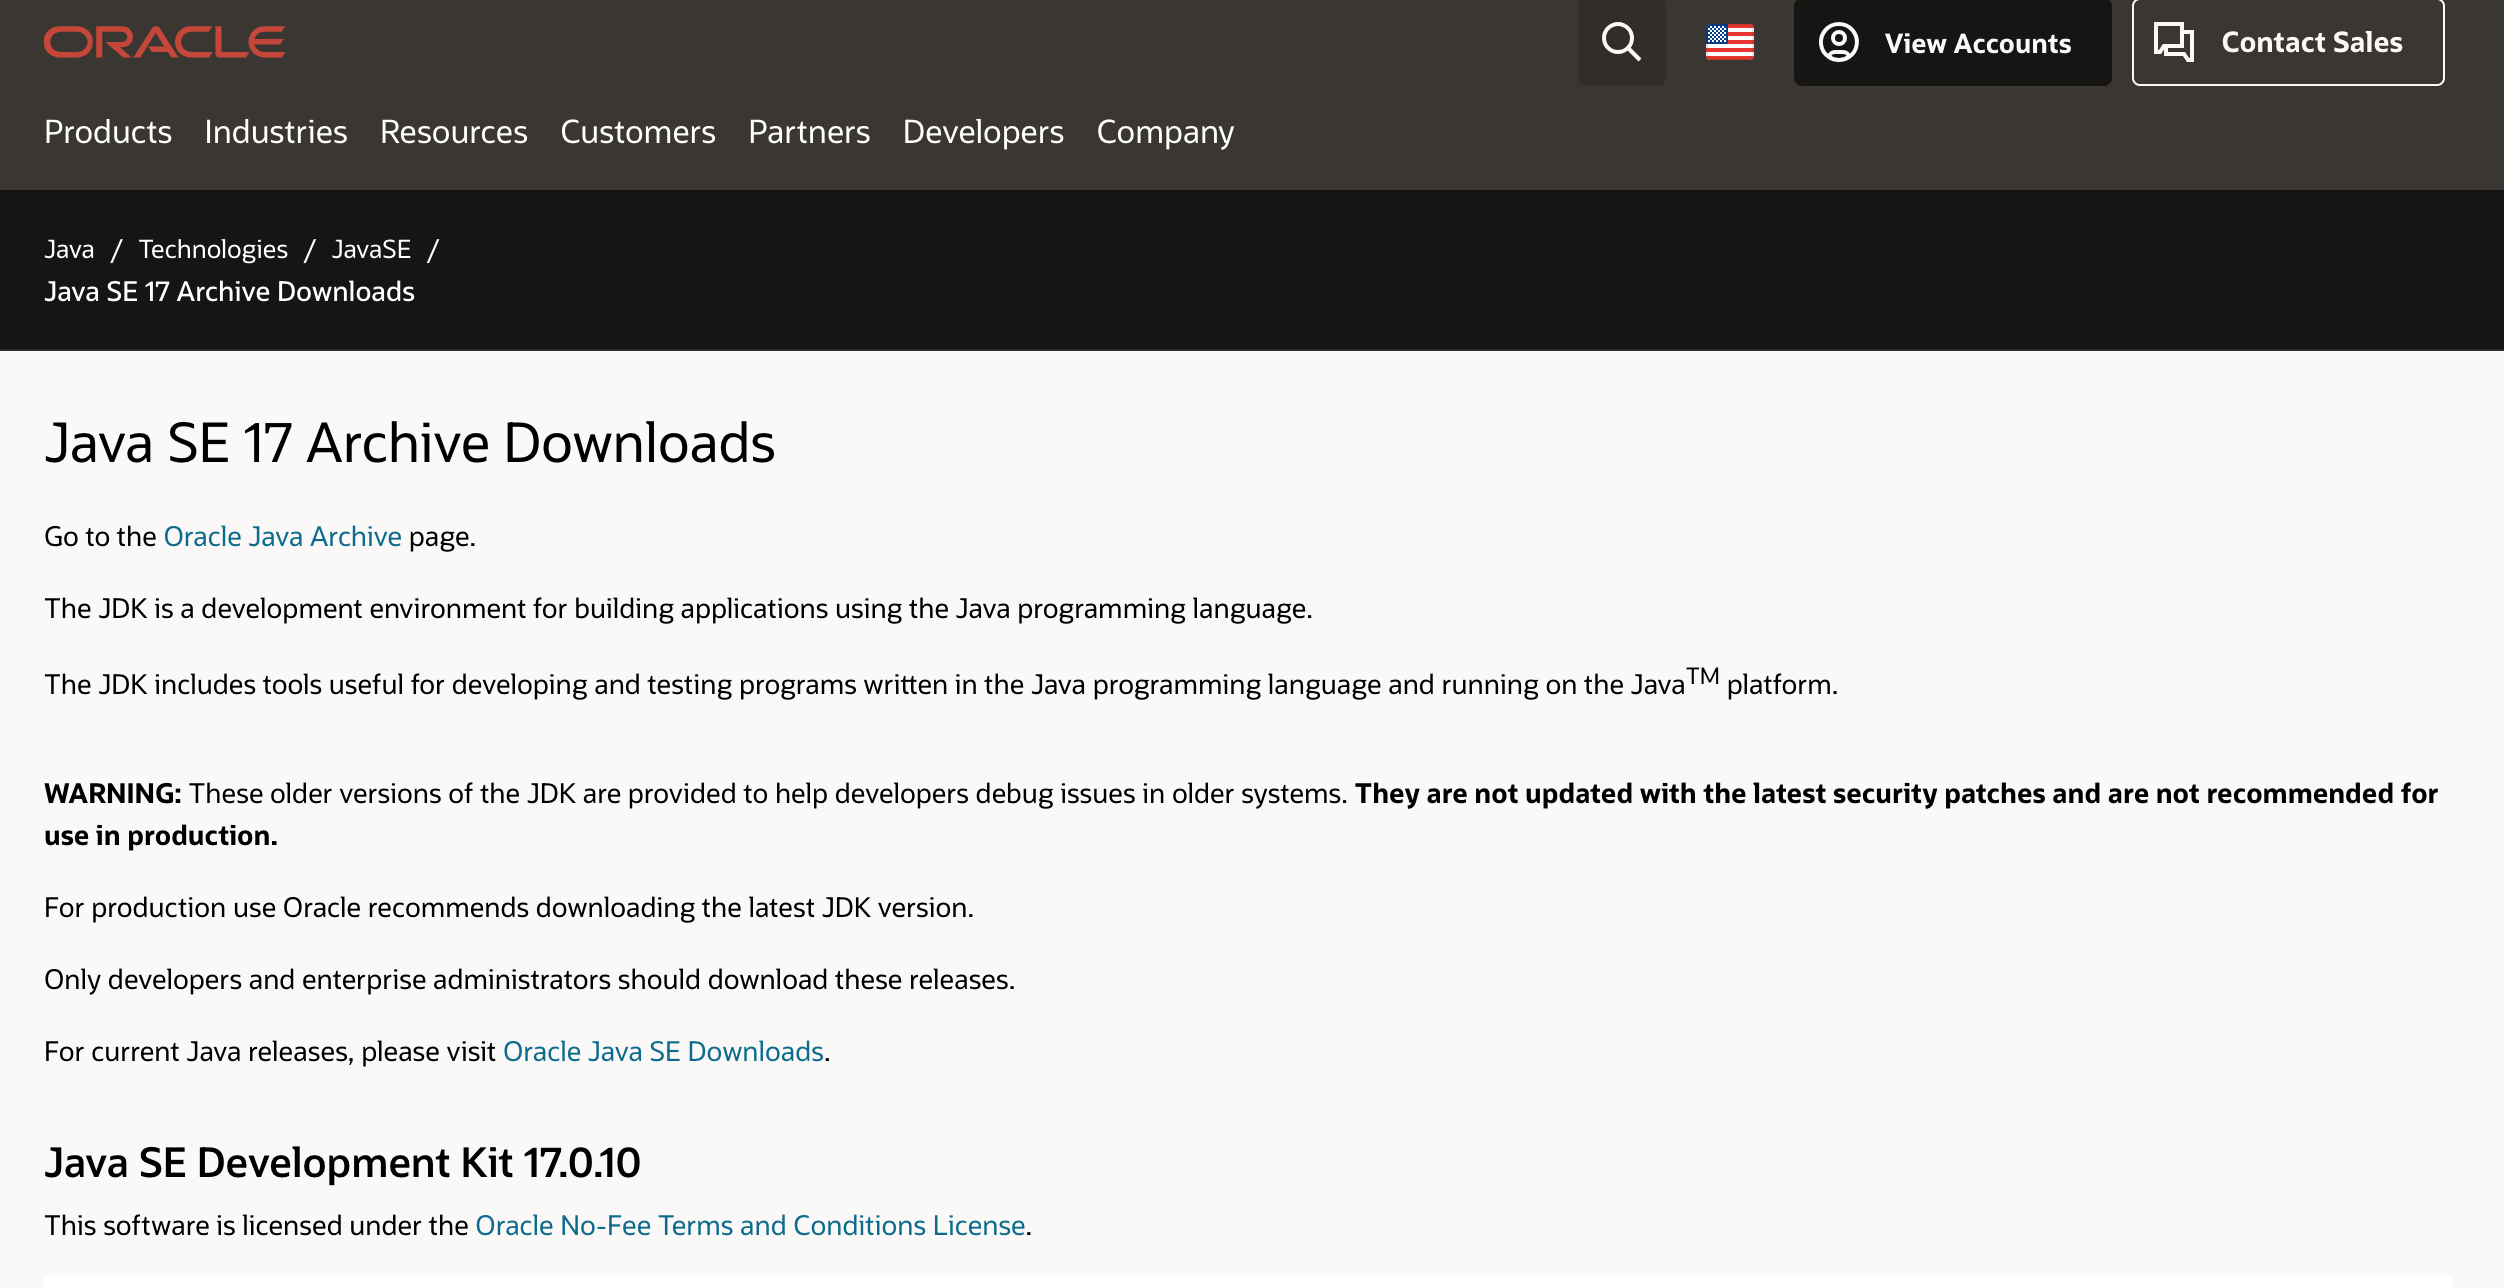 ORACLE
View Accounts
Contact Sales
Products Industries Resources Customers Partners Developers Company
Java / Technologies / JavaSE /
Java SE 17 Archive Downloads
Java SE 17 Archive Downloads
Go to the Oracle Java Archive page.
The JDK is a development environment for building applications using the Java programming language.
The JDK includes tools useful for developing and testing programs written in the Java programming language and running on the Java™ platform.
WARNING: These older versions of the JDK are provided to help developers debug issues in older systems. They are not updated with the latest security patches and are not recommended for
use in production.
For production use Oracle recommends downloading the latest JDK version.
Only developers and enterprise administrators should download these releases.
For current Java releases, please visit Oracle Java SE Downloads.
Java SE Development Kit 17.0.10
This software is licensed under the Oracle No-Fee Terms and Conditions License.